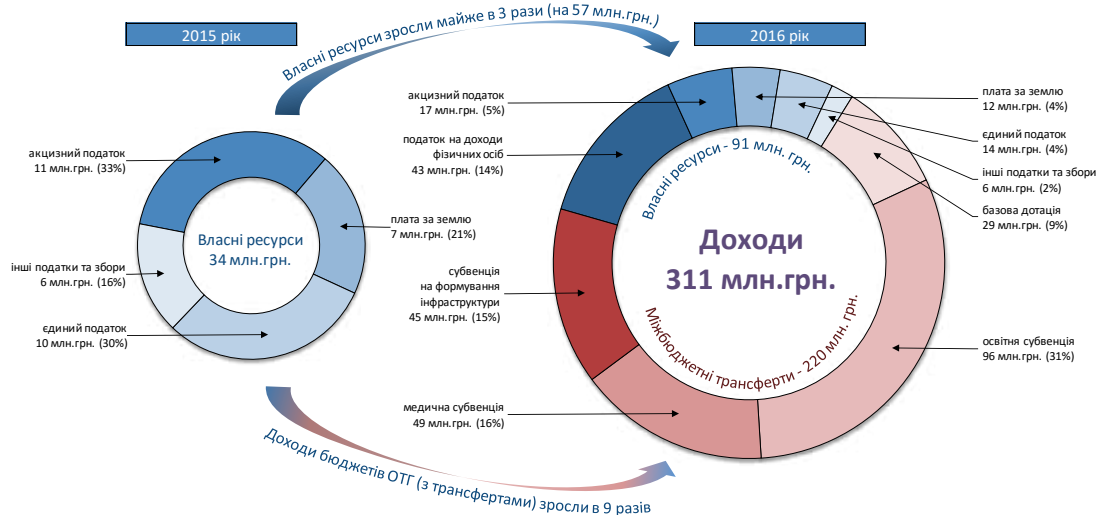 2015 рік
Власні ресурси зросли майже в 3 рази (на 57 млн.грн.)
2016 рік
акцизний податок
11 млн.грн. (33%)
плата за землю
7 млн.грн. (21%)
Власні ресурси
34 млн.грн.
інші податки та збори
6 млн.грн. (16%)
єдиний податок
10 млн.грн. (30%)
акцизний податок
17 млн.грн. (5%)
податок на доходи
фізичних осіб
43 млн.грн. (14%)
субвенція
на формування
інфраструктури
45 млн.грн. (15%)
медична субвенція
49 млн.грн. (16%)
Власні ресурси - 91 млн. грн.
Доходи
311 млн.грн.
Міжбюджетні трансферти - 220 млн. грн.
плата за землю
12 млн.грн. (4%)
єдиний податок
14 млн.грн. (4%)
інші податки та збори
6 млн.грн. (2%)
базова дотація
29 млн.грн. (9%)
освітня субвенція
96 млн.грн. (31%)
Доходи бюджетів ОТГ (з трансфертами) зросли в 9 разів